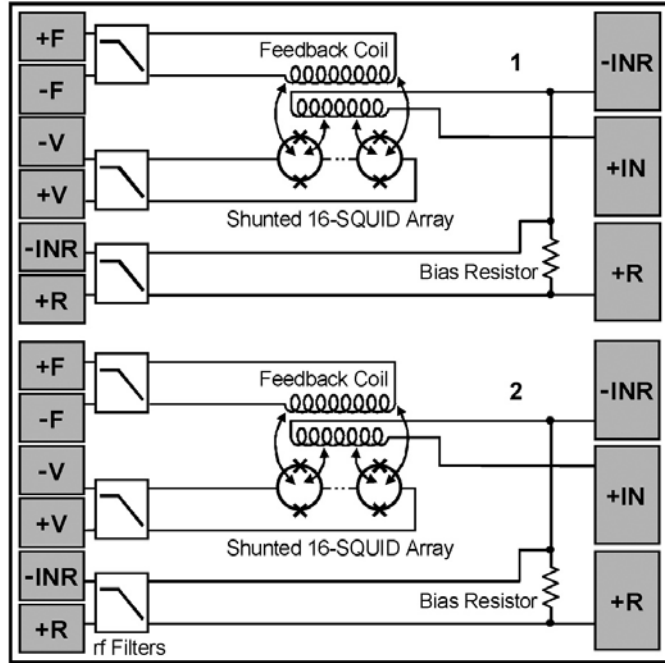 +F
-F
-V
+V
-INR
+R
Feedback Coil
1
Shunted 16-SQUID Array
Bias Resistor
-INR
+IN
+R
+F
-F
-V
+V
-INR
+R
Feedback Coil
2
Shunted 16-SQUID Array
Bias Resistor
rf Filters
-INR
+IN
+R